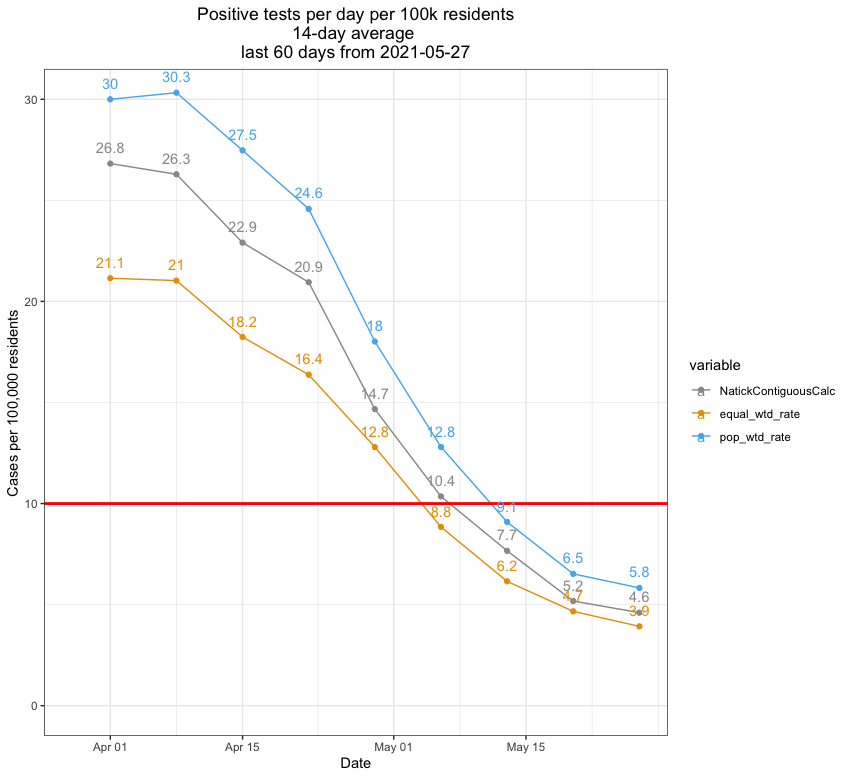 Positive tests per day per 100k residents
14-day average
last 60 days from 2021-05-27
Cases per 100,000 residents
30
20
10
0
30
30.3
27.5
24.6
18
12.8
9.1
6.5
5.8
26.8
26.3
22.9
20.9
14.7
10.4
7.7
5.2
4.6
21.1
21
18.2
16.4
12.8
8.8
6.2
4.7
3.9
Apr 01
Apr 15
May 01
May 15
Date
variable
a NatickContiguousCalc
a equal_wtd_rate
a pop_wtd_rate